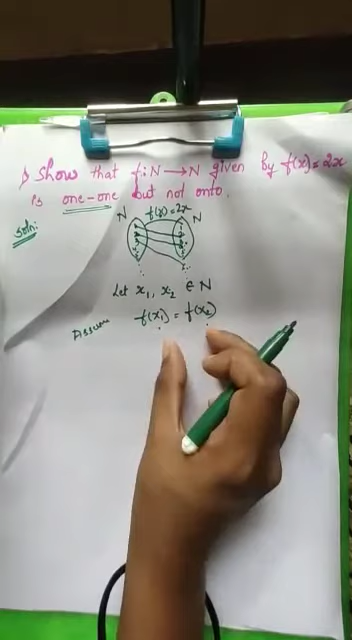 1) Show that f: N → N given by f(x) = 2x
is one-one but not onto.
Soln:
f(x) = 2x
N N
Let x₁, x₂ ∈ N
Assume f(x₁) = f(x₂)